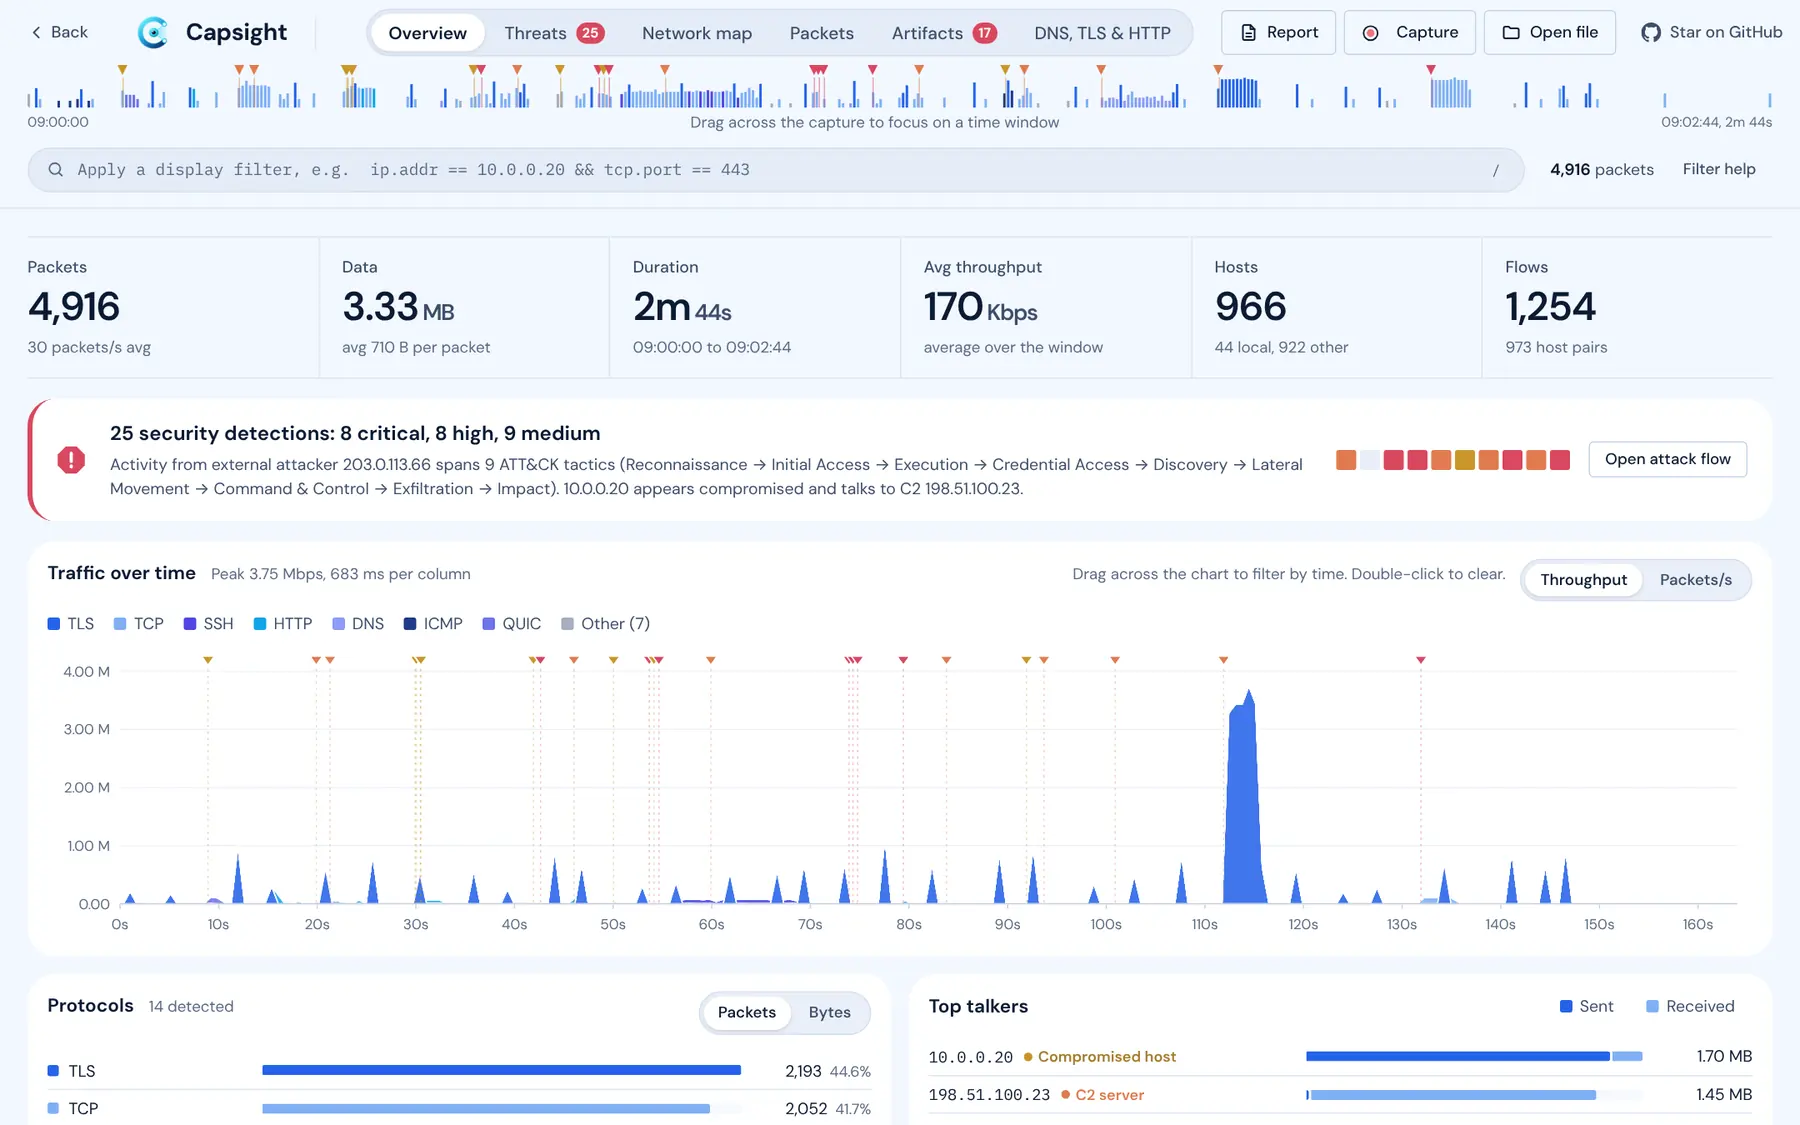 Back
Capsight
Overview
Threats 25
Network map
Packets
Artifacts 17
DNS, TLS & HTTP
Report
Capture
Open file
Star on GitHub
09:00:00
Drag across the capture to focus on a time window
09:02:44, 2m 44s
Apply a display filter, e.g. ip.addr == 10.0.0.20 && tcp.port == 443
/
4,916 packets
Filter help
Packets
4,916
30 packets/s avg
Data
3.33 MB
avg 710 B per packet
Duration
2m 44s
09:00:00 to 09:02:44
Avg throughput
170 Kbps
average over the window
Hosts
966
44 local, 922 other
Flows
1,254
973 host pairs
25 security detections: 8 critical, 8 high, 9 medium
Activity from external attacker 203.0.113.66 spans 9 ATT&CK tactics (Reconnaissance → Initial Access → Execution → Credential Access → Discovery → Lateral
Movement → Command & Control → Exfiltration → Impact). 10.0.0.20 appears compromised and talks to C2 198.51.100.23.
Open attack flow
Traffic over time
Peak 3.75 Mbps, 683 ms per column
Drag across the chart to filter by time. Double-click to clear.
Throughput
Packets/s
TLS
TCP
SSH
HTTP
DNS
ICMP
QUIC
Other (7)
4.00 M
3.00 M
2.00 M
1.00 M
0.00
0s
10s
20s
30s
40s
50s
60s
70s
80s
90s
100s
110s
120s
130s
140s
150s
160s
Protocols
14 detected
Packets
Bytes
TLS
2,193 44.6%
TCP
2,052 41.7%
Top talkers
Sent
Received
10.0.0.20
Compromised host
1.70 MB
198.51.100.23
C2 server
1.45 MB